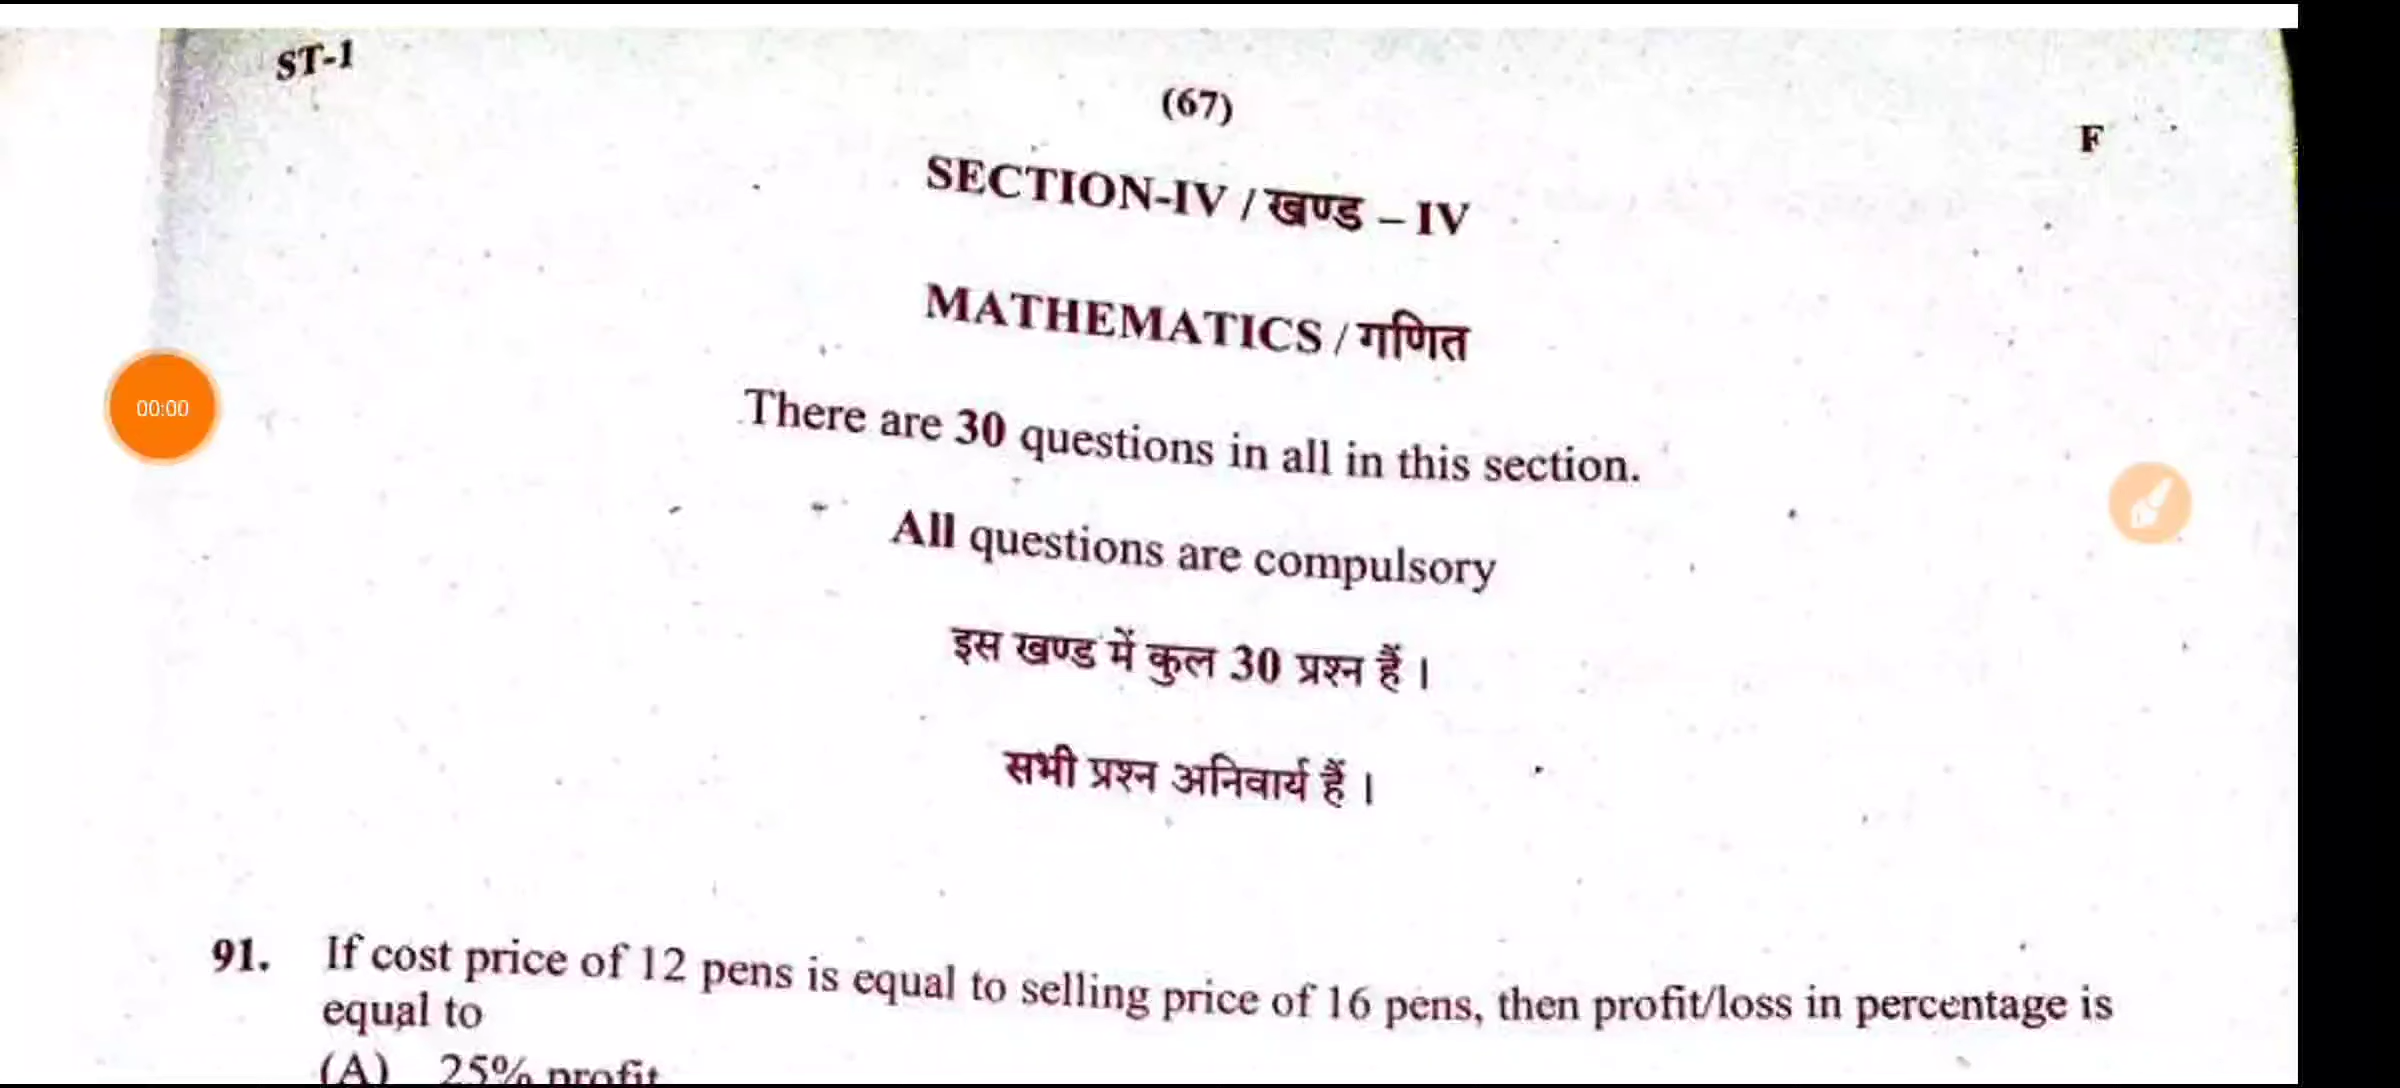 ST-1
(67)
F
SECTION-IV / खण्ड – IV
MATHEMATICS / गणित
00:00
There are 30 questions in all in this section.
All questions are compulsory
इस खण्ड में कुल 30 प्रश्न हैं ।
सभी प्रश्न अनिवार्य हैं ।
91. If cost price of 12 pens is equal to selling price of 16 pens, then profit/loss in percentage is
equal to
(A) 25% profit